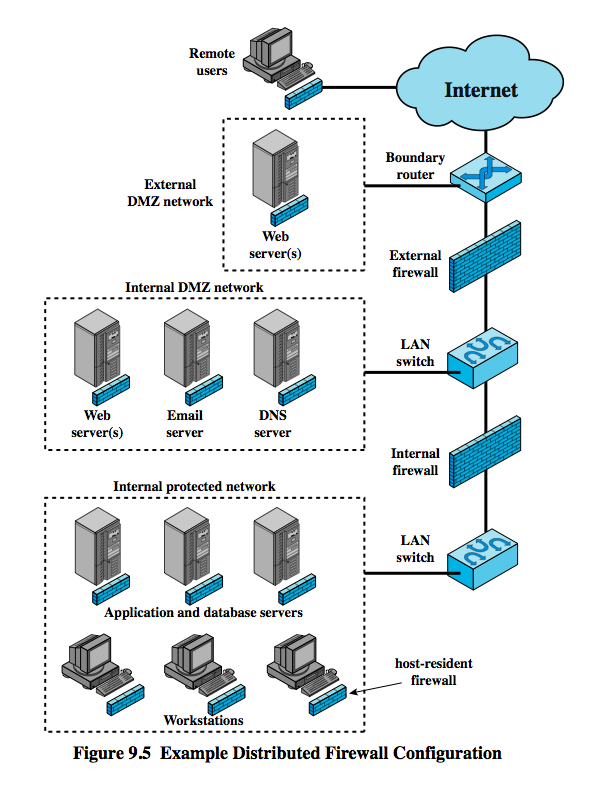 Remote
users
Internet
Boundary
router
External
DMZ network
Web
server(s)
External
firewall
Internal DMZ network
LAN
switch
Web
server(s)
Email
server
DNS
server
Internal
firewall
Internal protected network
LAN
switch
Application and database servers
host-resident
firewall
Workstations
Figure 9.5 Example Distributed Firewall Configuration